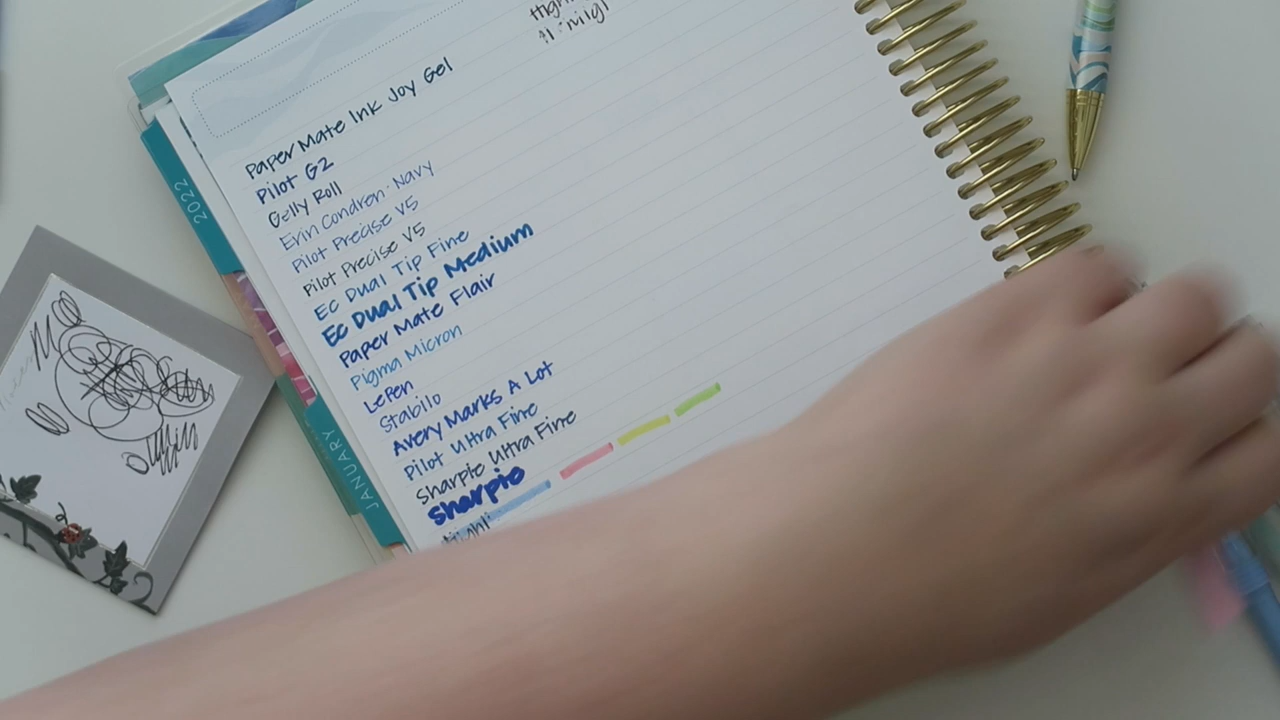 Paper Mate Ink Joy Gel
Pilot G2
Gelly Roll
Erin Condren Navy
Pilot Precise V5
Pilot Precise V5
EC Dual Tip Fine
EC Dual Tip Medium
Paper Mate Flair
Pigma Micron
LePen
Stabilo
Avery Marks A Lot
Pilot Ultra Fine
Sharpie Ultra Fine
Sharpie
2022
JANUARY